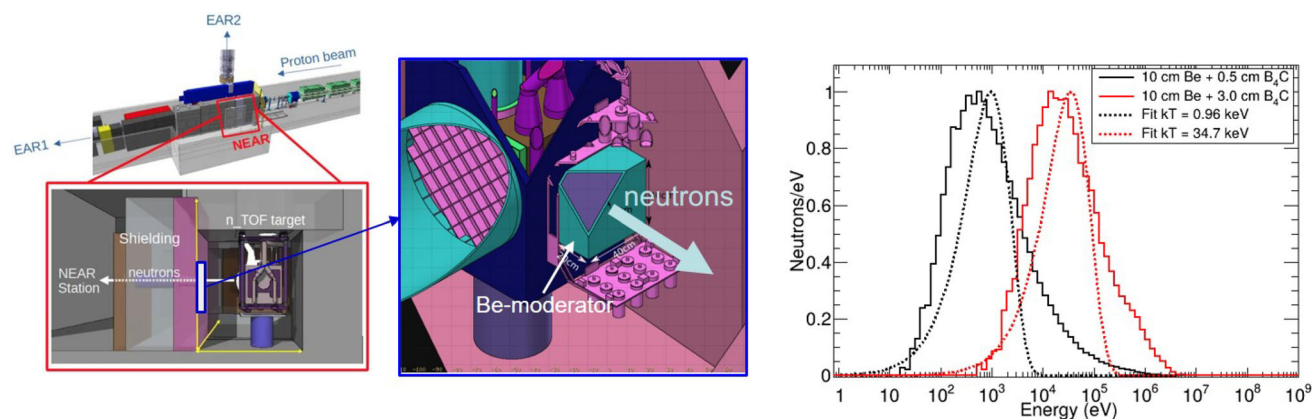 EAR2
Proton beam
EAR1
NEAR
n_TOF target
Shielding
neutrons
NEAR
Station
neutrons
40cm
Be-moderator
10 cm Be + 0.5 cm B₄C
10 cm Be + 3.0 cm B₄C
Fit kT = 0.96 keV
Fit kT = 34.7 keV
Neutrons/eV
1
0.8
0.6
0.4
0.2
0
1 10 10² 10³ 10⁴ 10⁵ 10⁶ 10⁷ 10⁸ 10⁹
Energy (eV)